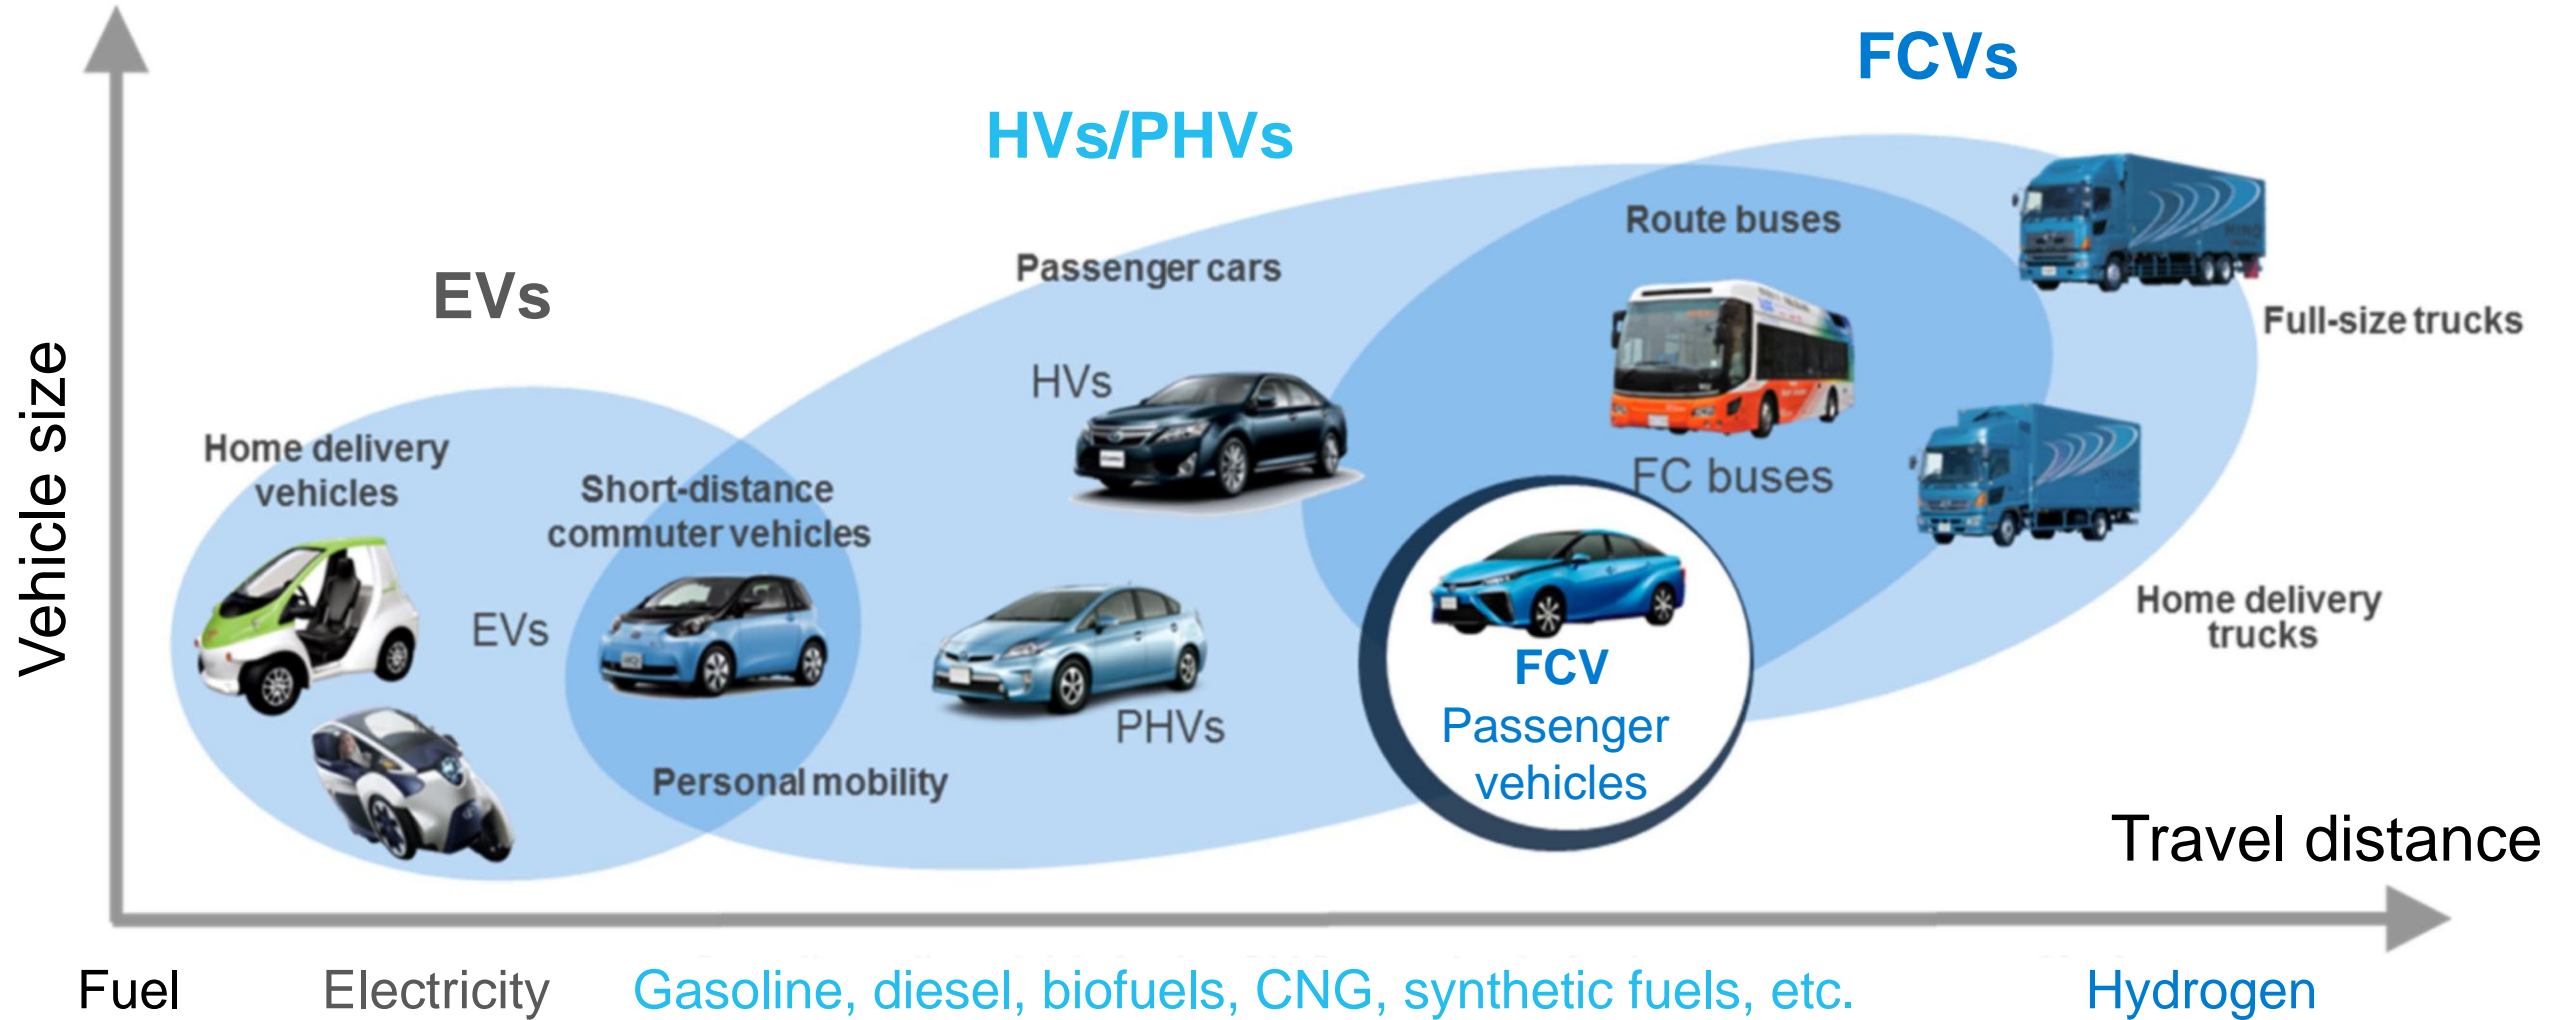 FCVs
HVs/PHVs
EVs
Route buses
Passenger cars
Full-size trucks
HVs
Home delivery
vehicles
Short-distance
commuter vehicles
FC buses
EVs
PHVs
FCV
Passenger
vehicles
Home delivery
trucks
Personal mobility
Vehicle size
Travel distance
Fuel
Electricity
Gasoline, diesel, biofuels, CNG, synthetic fuels, etc.
Hydrogen